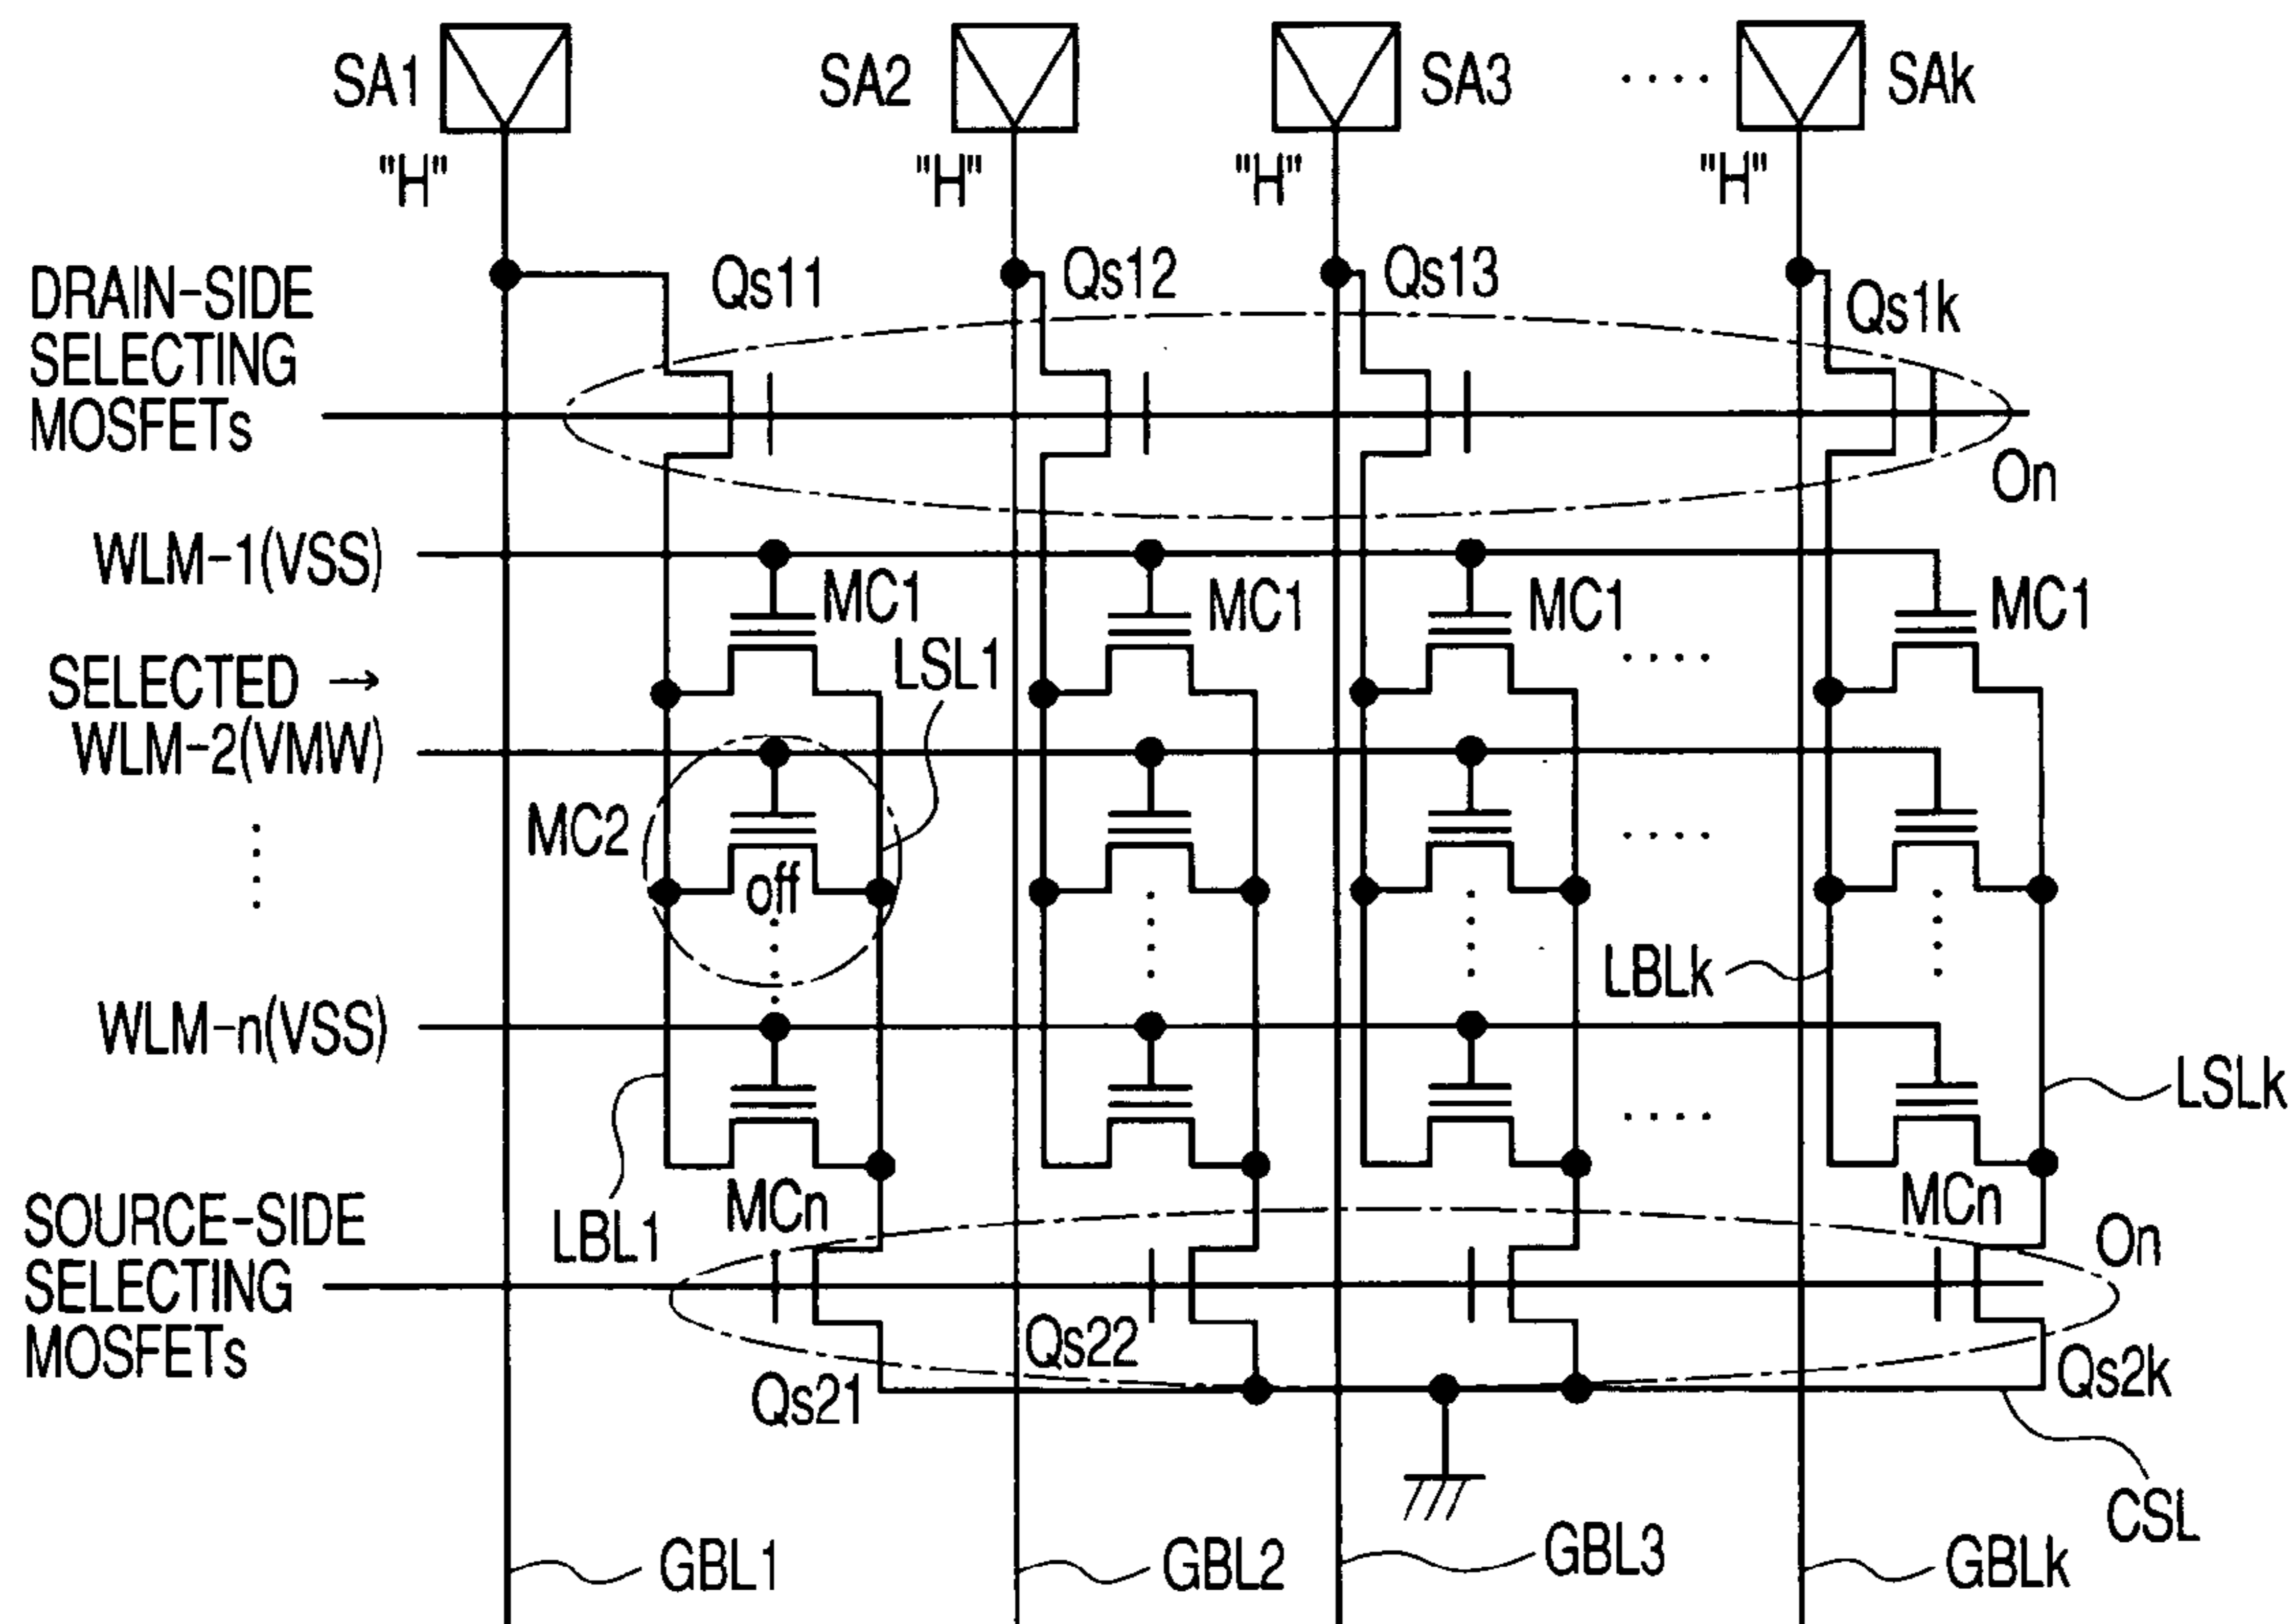 SA1
SA2
SA3
....
SAk
"H"
"H"
"H"
"H"
DRAIN-SIDE
SELECTING
MOSFETs
Qs11
Qs12
Qs13
Qs1k
On
WLM-1(VSS)
MC1
MC1
MC1
MC1
SELECTED →
WLM-2(VMW)
LSL1
....
MC2
off
....
LBLk
WLM-n(VSS)
LSLk
....
LBL1
MCn
MCn
SOURCE-SIDE
SELECTING
MOSFETs
On
Qs21
Qs22
Qs2k
CSL
GBL1
GBL2
GBL3
GBLk